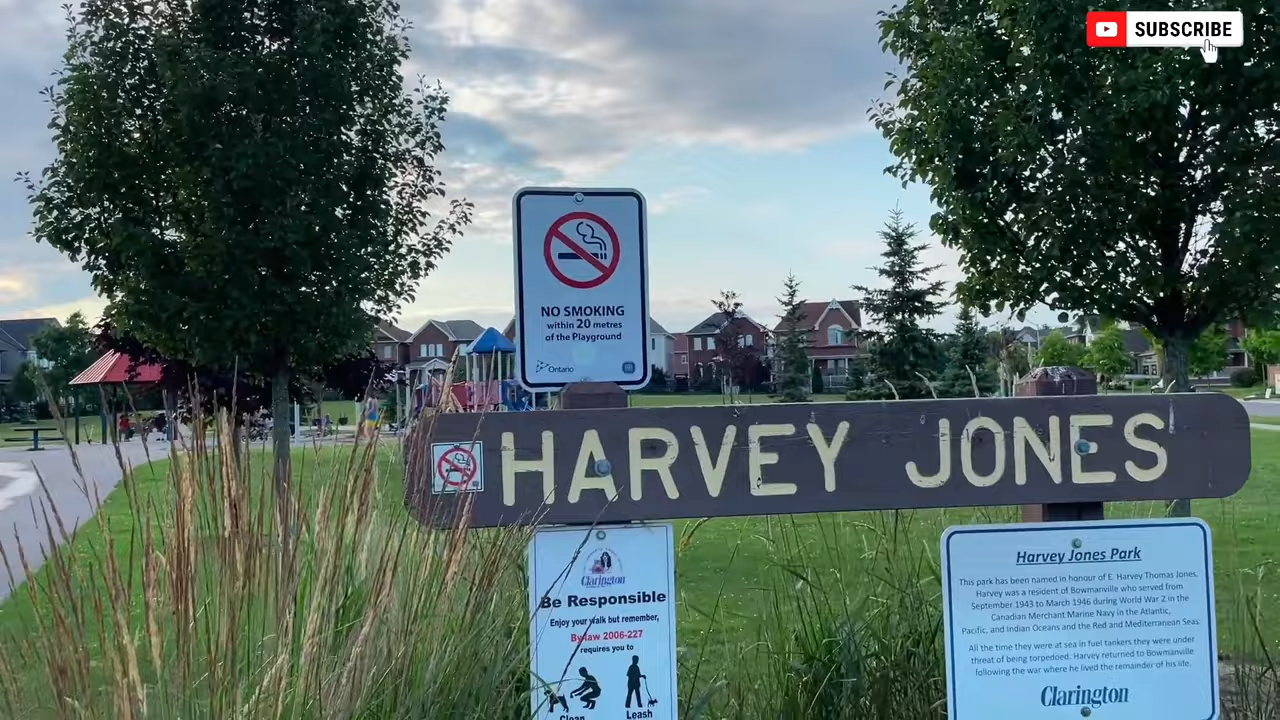 SUBSCRIBE
NO SMOKING
within 20 metres
of the Playground
Ontario
HARVEY JONES
Clarington
Be Responsible
Enjoy your walk but remember,
By-law 2006-227
requires you to
Clean
Leash
Harvey Jones Park
This park has been named in honour of E. Harvey Thomas Jones.
Harvey was a resident of Bowmanville who served from
September 1943 to March 1946 during World War 2 in the
Canadian Merchant Marine Navy in the Atlantic,
Pacific, and Indian Oceans and the Red and Mediterranean Seas.
All the time they were at sea in fuel tankers they were under
threat of being torpedoed. Harvey returned to Bowmanville
following the war where he lived the remainder of his life.
Clarington